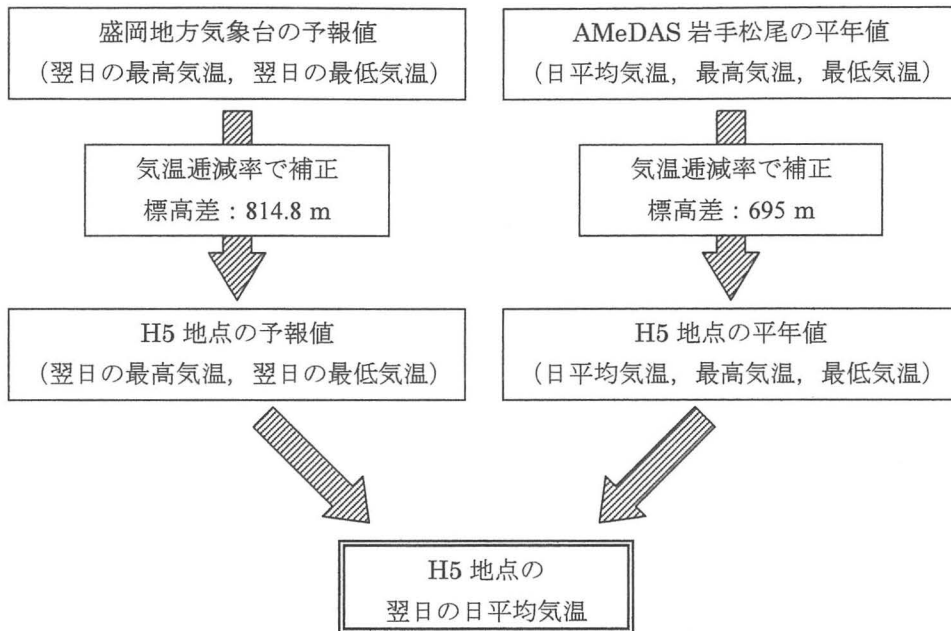 盛岡地方気象台の予報値
（翌日の最高気温，翌日の最低気温）
AMeDAS 岩手松尾の平年値
（日平均気温，最高気温，最低気温）
気温逓減率で補正
標高差：814.8 m
気温逓減率で補正
標高差：695 m
H5 地点の予報値
（翌日の最高気温，翌日の最低気温）
H5 地点の平年値
（日平均気温，最高気温，最低気温）
H5 地点の
翌日の日平均気温